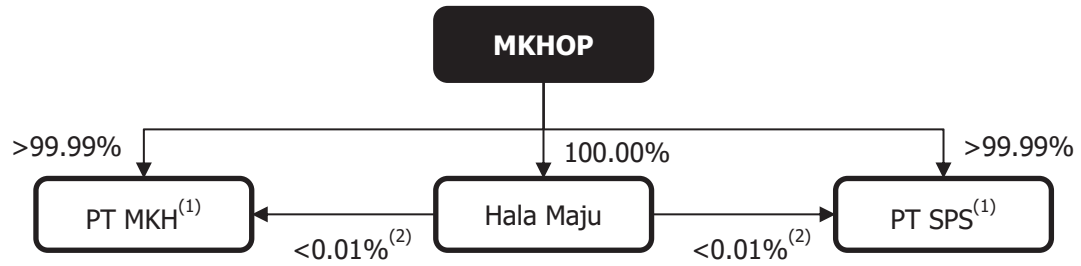 MKHOP
>99.99%
100.00%
>99.99%
PT MKH(1)
Hala Maju
PT SPS(1)
<0.01%(2)
<0.01%(2)